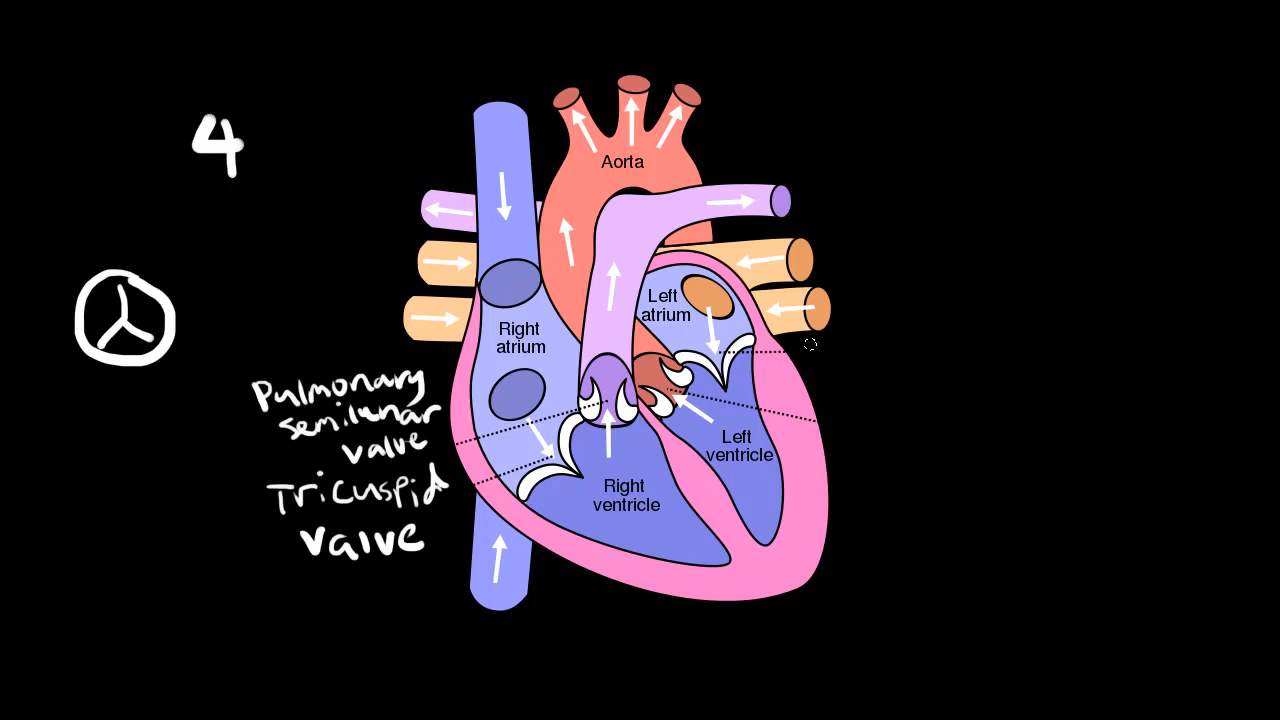 4
Aorta
Left
atrium
Right
atrium
Pulmonary
semilunar
valve
Tricuspid
valve
Left
ventricle
Right
ventricle